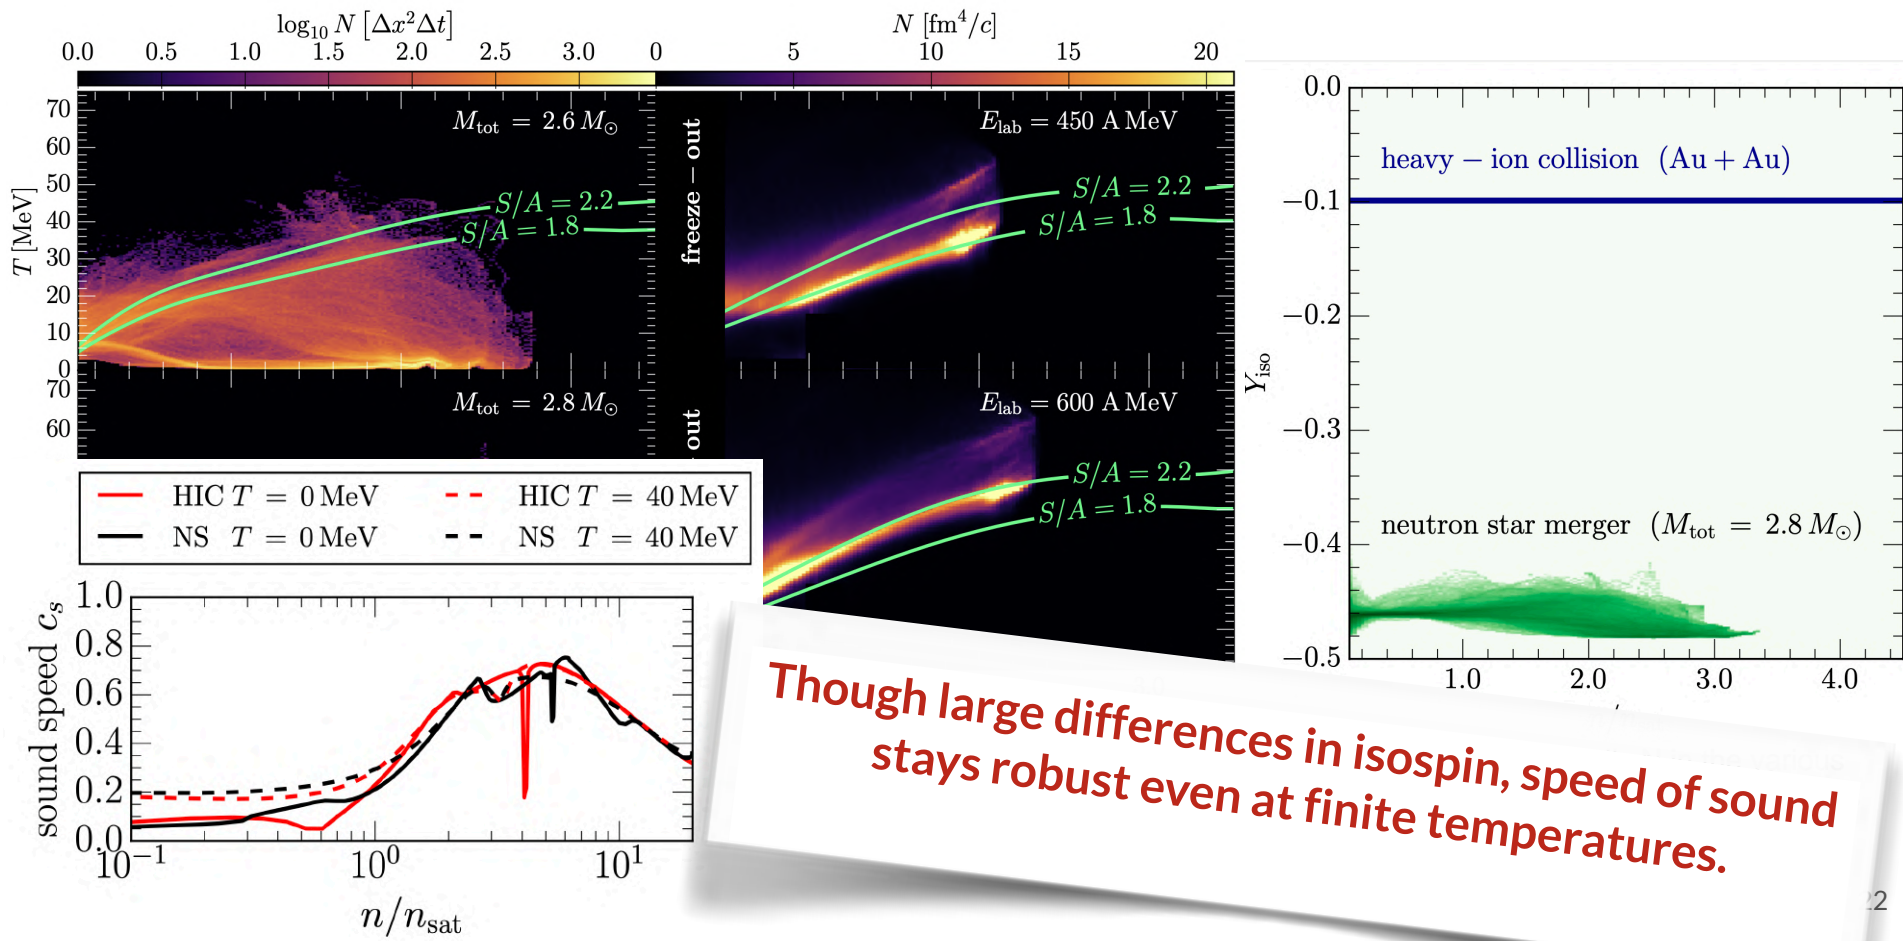 log₁₀ N [Δx²Δt]
N [fm⁴/c]
0.0 0.5 1.0 1.5 2.0 2.5 3.0
0 5 10 15 20
70
60
50
40
30
20
10
0
T [MeV]
M_tot = 2.6 M_⊙
S/A = 2.2
S/A = 1.8
freeze − out
E_lab = 450 A MeV
S/A = 2.2
S/A = 1.8
70
60
M_tot = 2.8 M_⊙
out
E_lab = 600 A MeV
S/A = 2.2
S/A = 1.8
HIC T = 0 MeV
HIC T = 40 MeV
NS T = 0 MeV
NS T = 40 MeV
sound speed c_s
1.0
0.8
0.6
0.4
0.2
0.0
10⁻¹ 10⁰ 10¹
n/n_sat
0.0
−0.1
−0.2
−0.3
−0.4
−0.5
Y_iso
heavy − ion collision (Au + Au)
neutron star merger (M_tot = 2.8 M_⊙)
1.0 2.0 3.0 4.0
Though large differences in isospin, speed of sound
stays robust even at finite temperatures.
22